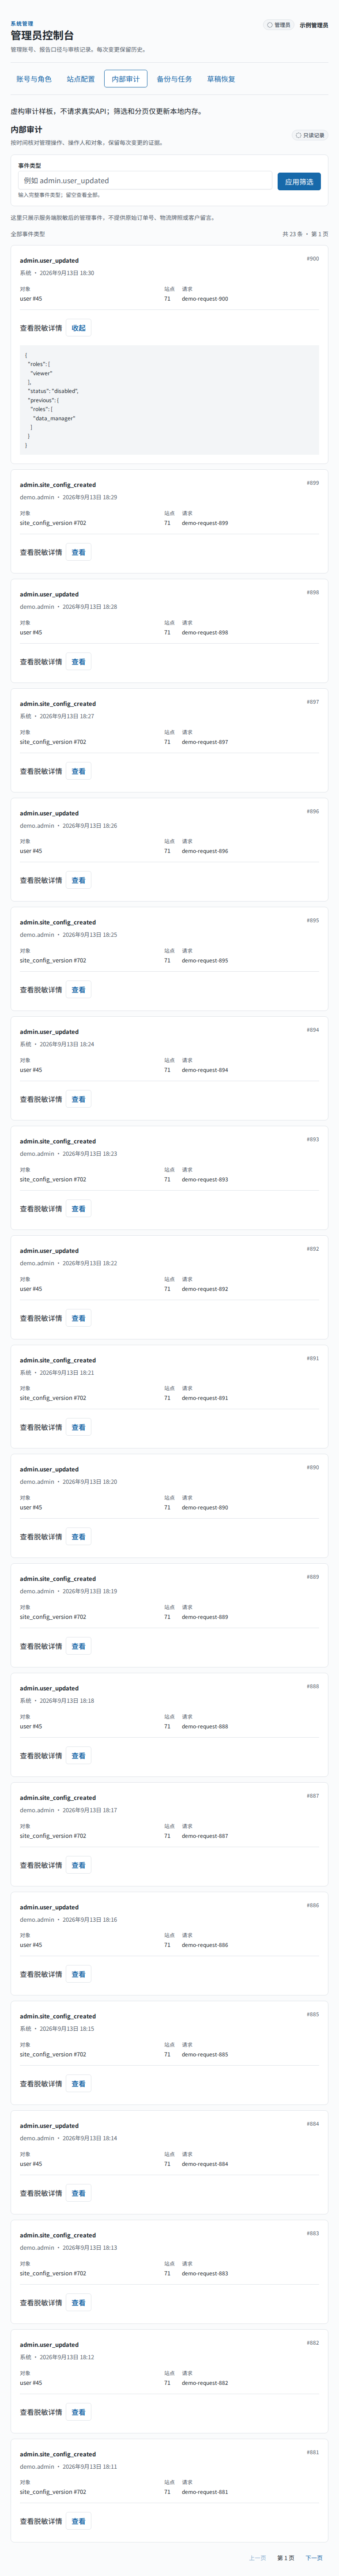 系统管理
管理员控制台
管理账号、报告口径与审核记录。每次变更保留历史。
管理员
示例管理员
账号与角色
站点配置
内部审计
备份与任务
草稿恢复
虚构审计样板，不请求真实API；筛选和分页仅更新本地内存。
内部审计
按时间核对管理操作、操作人和对象，保留每次变更的证据。
只读记录
事件类型
例如 admin.user_updated
应用筛选
输入完整事件类型；留空查看全部。
这里只展示服务端脱敏后的管理事件，不提供原始订单号、物流牌照或客户留言。
全部事件类型
共 23 条 · 第 1 页
admin.user_updated
#900
系统 · 2026年9月13日 18:30
对象 站点 请求
user #45 71 demo-request-900
查看脱敏详情 收起
{
"roles": [
"viewer"
],
"status": "disabled",
"previous": {
"roles": [
"data_manager"
]
}
}
admin.site_config_created
#899
demo.admin · 2026年9月13日 18:29
对象 站点 请求
site_config_version #702 71 demo-request-899
查看脱敏详情 查看
admin.user_updated
#898
demo.admin · 2026年9月13日 18:28
对象 站点 请求
user #45 71 demo-request-898
查看脱敏详情 查看
admin.site_config_created
#897
系统 · 2026年9月13日 18:27
对象 站点 请求
site_config_version #702 71 demo-request-897
查看脱敏详情 查看
admin.user_updated
#896
demo.admin · 2026年9月13日 18:26
对象 站点 请求
user #45 71 demo-request-896
查看脱敏详情 查看
admin.site_config_created
#895
demo.admin · 2026年9月13日 18:25
对象 站点 请求
site_config_version #702 71 demo-request-895
查看脱敏详情 查看
admin.user_updated
#894
系统 · 2026年9月13日 18:24
对象 站点 请求
user #45 71 demo-request-894
查看脱敏详情 查看
admin.site_config_created
#893
demo.admin · 2026年9月13日 18:23
对象 站点 请求
site_config_version #702 71 demo-request-893
查看脱敏详情 查看
admin.user_updated
#892
demo.admin · 2026年9月13日 18:22
对象 站点 请求
user #45 71 demo-request-892
查看脱敏详情 查看
admin.site_config_created
#891
系统 · 2026年9月13日 18:21
对象 站点 请求
site_config_version #702 71 demo-request-891
查看脱敏详情 查看
admin.user_updated
#890
demo.admin · 2026年9月13日 18:20
对象 站点 请求
user #45 71 demo-request-890
查看脱敏详情 查看
admin.site_config_created
#889
demo.admin · 2026年9月13日 18:19
对象 站点 请求
site_config_version #702 71 demo-request-889
查看脱敏详情 查看
admin.user_updated
#888
系统 · 2026年9月13日 18:18
对象 站点 请求
user #45 71 demo-request-888
查看脱敏详情 查看
admin.site_config_created
#887
demo.admin · 2026年9月13日 18:17
对象 站点 请求
site_config_version #702 71 demo-request-887
查看脱敏详情 查看
admin.user_updated
#886
demo.admin · 2026年9月13日 18:16
对象 站点 请求
user #45 71 demo-request-886
查看脱敏详情 查看
admin.site_config_created
#885
系统 · 2026年9月13日 18:15
对象 站点 请求
site_config_version #702 71 demo-request-885
查看脱敏详情 查看
admin.user_updated
#884
demo.admin · 2026年9月13日 18:14
对象 站点 请求
user #45 71 demo-request-884
查看脱敏详情 查看
admin.site_config_created
#883
demo.admin · 2026年9月13日 18:13
对象 站点 请求
site_config_version #702 71 demo-request-883
查看脱敏详情 查看
admin.user_updated
#882
系统 · 2026年9月13日 18:12
对象 站点 请求
user #45 71 demo-request-882
查看脱敏详情 查看
admin.site_config_created
#881
demo.admin · 2026年9月13日 18:11
对象 站点 请求
site_config_version #702 71 demo-request-881
查看脱敏详情 查看
上一页 第 1 页 下一页